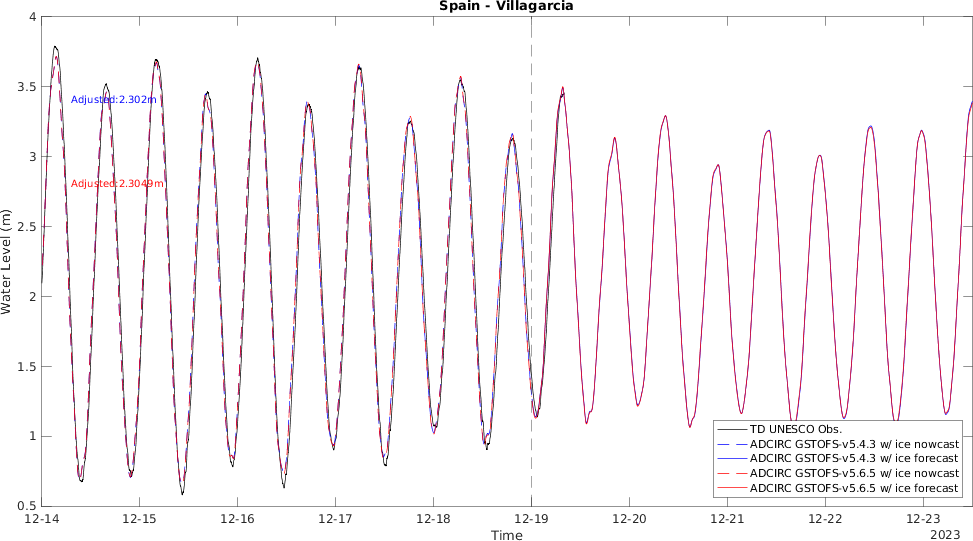 Spain - Villagarcia
4
3.5
3
2.5
2
1.5
1
0.5
Water Level (m)
Adjusted:2.302m
Adjusted:2.3049m
TD UNESCO Obs.
ADCIRC GSTOFS-v5.4.3 w/ ice nowcast
ADCIRC GSTOFS-v5.4.3 w/ ice forecast
ADCIRC GSTOFS-v5.6.5 w/ ice nowcast
ADCIRC GSTOFS-v5.6.5 w/ ice forecast
12-14 12-15 12-16 12-17 12-18 12-19 12-20 12-21 12-22 12-23
Time
2023